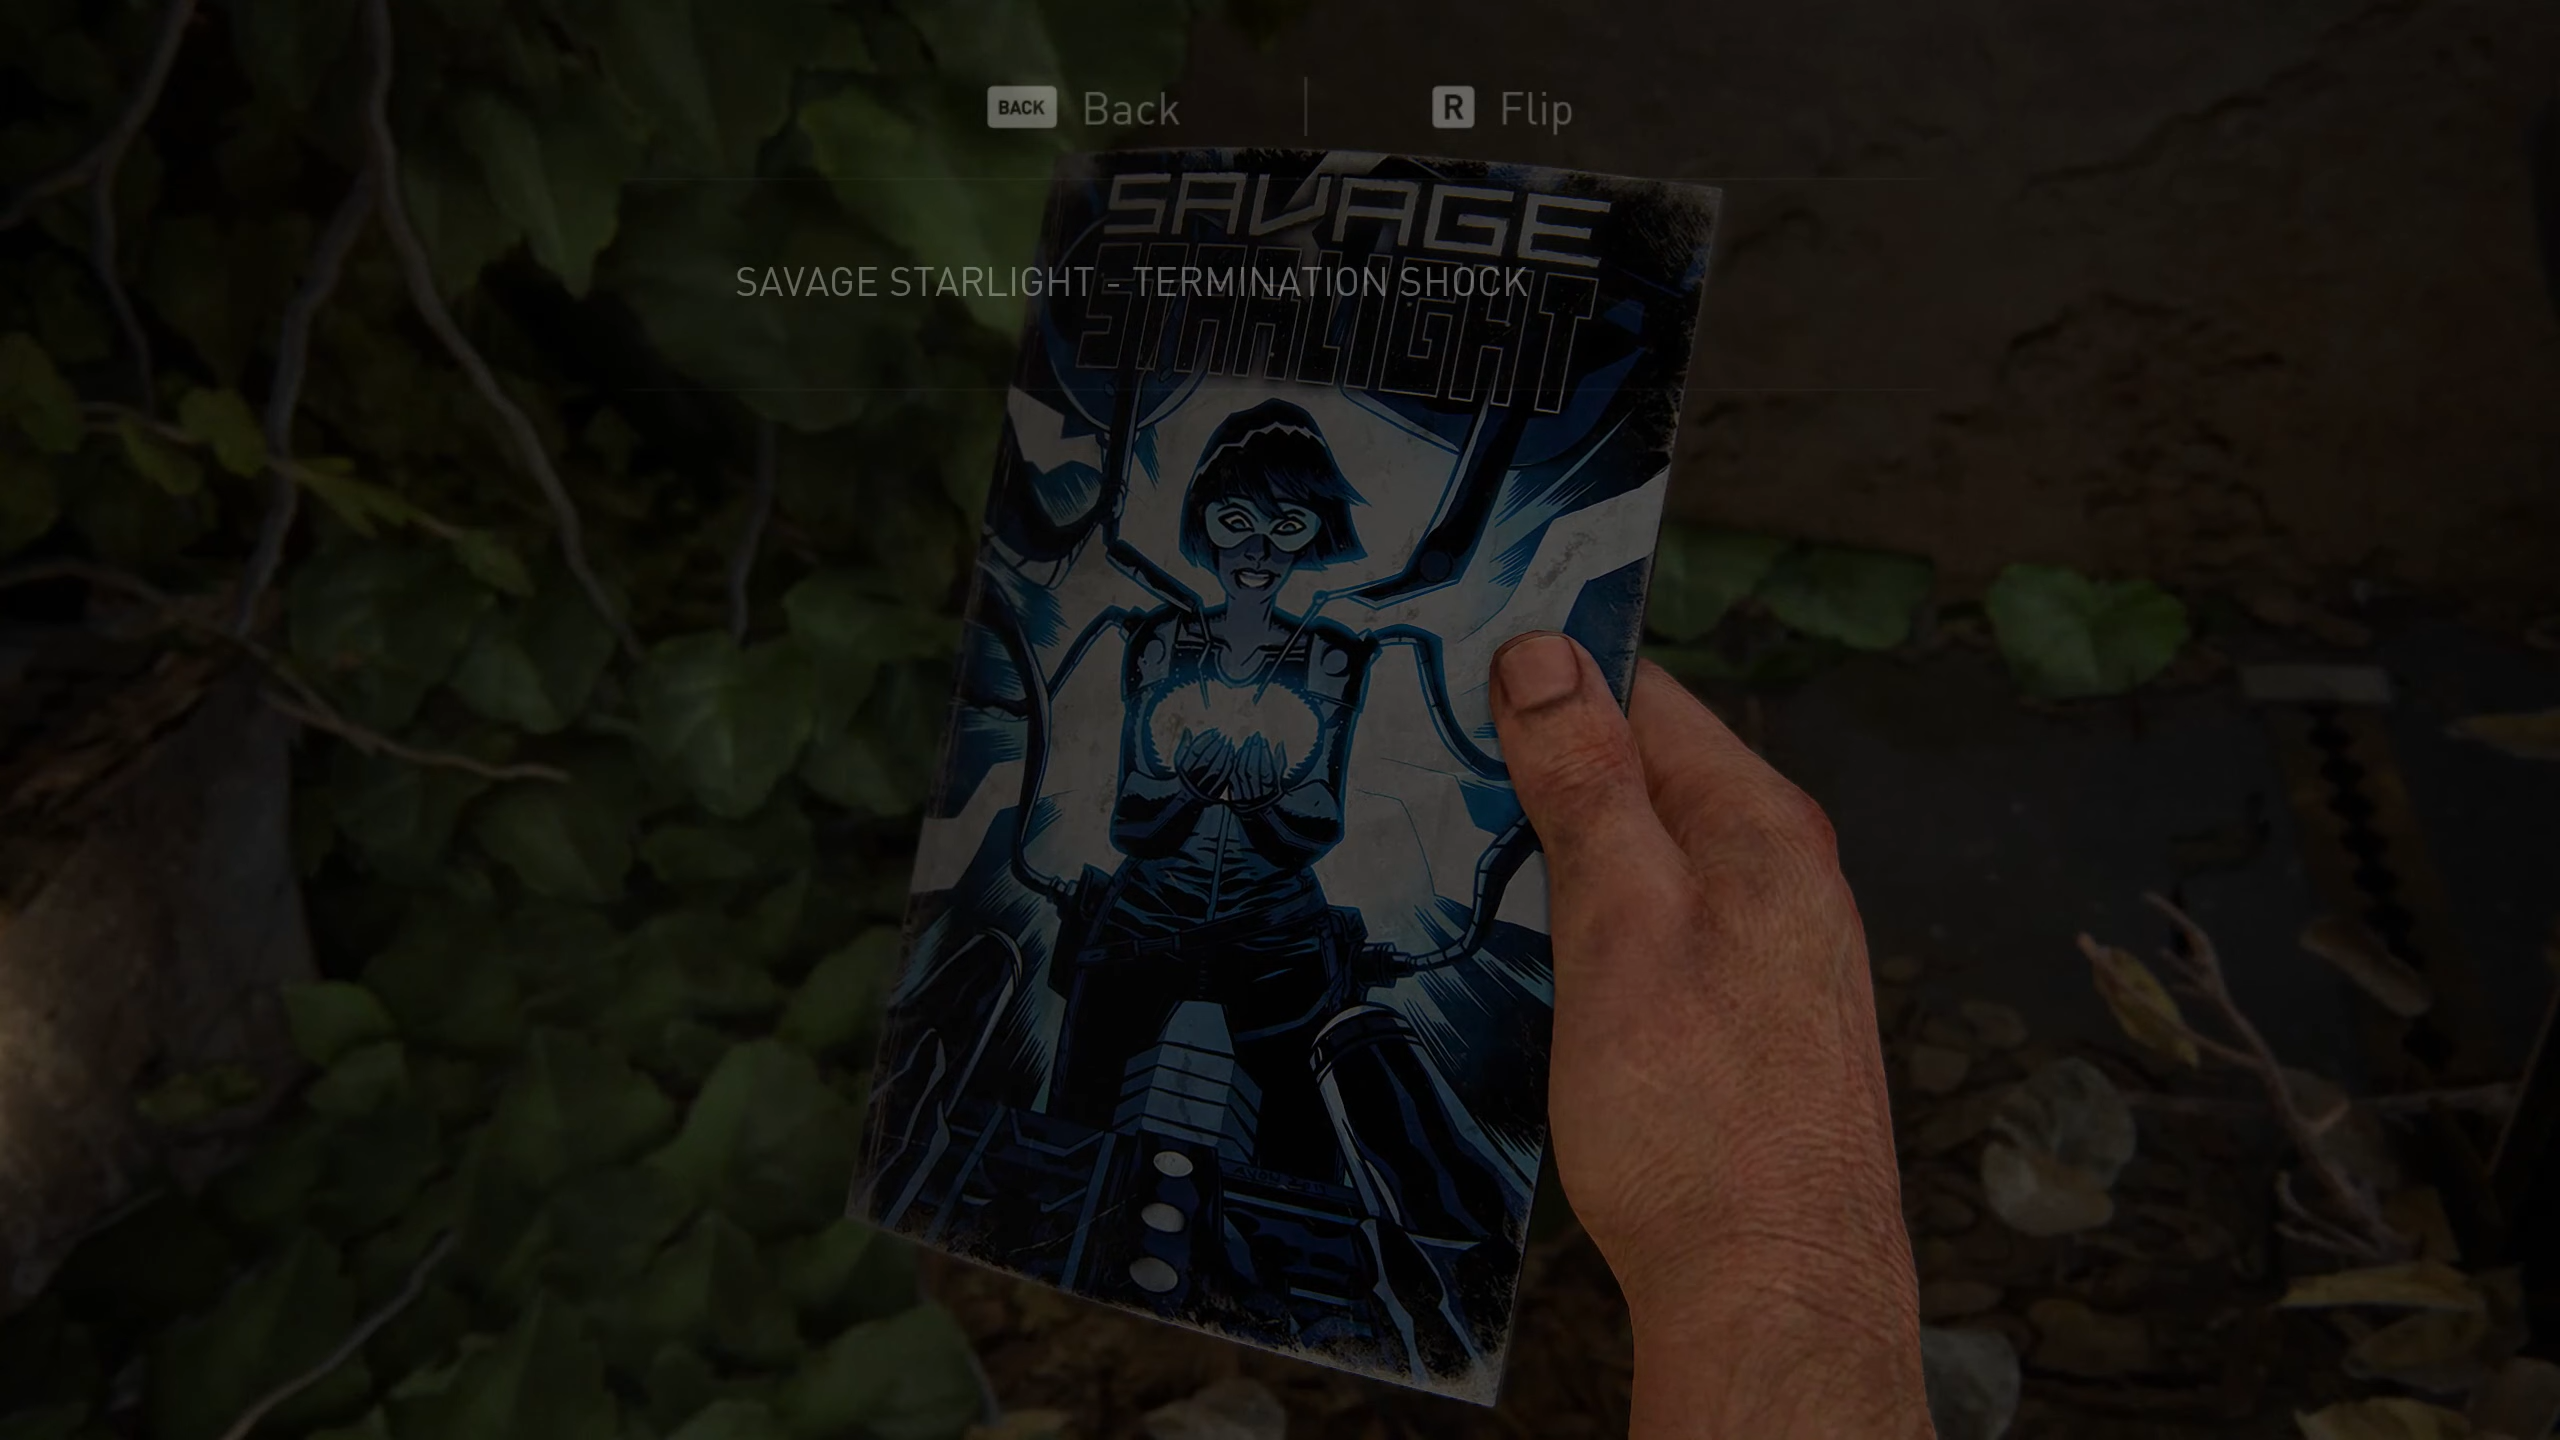 BACK Back
R Flip
SAVAGE
STARLIGHT
SAVAGE STARLIGHT - TERMINATION SHOCK